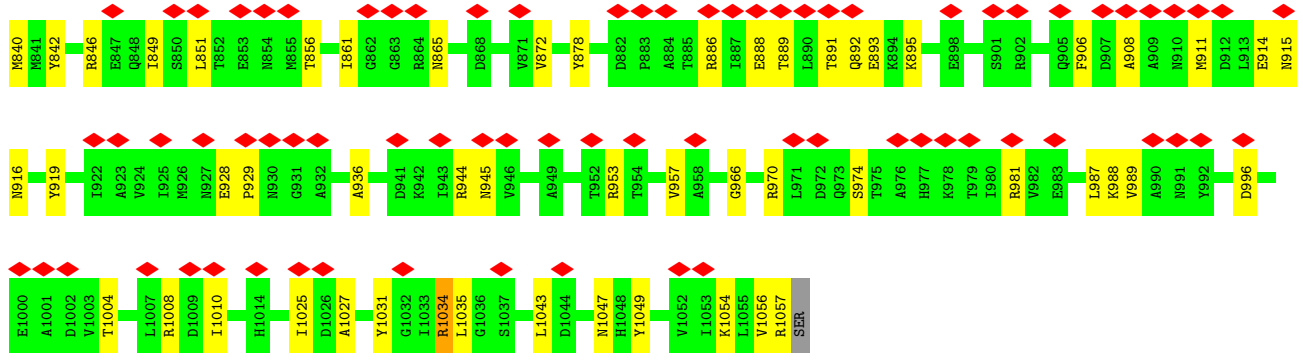 M840 M841 Y842 R846 E847 Q848 I849 S850 L851 T852 E853 N854 M855 T856 I861 G862 G863 R864 N865 D868 V871 V872 Y878 D882 P883 A884 T885 R886 I887 E888 T889 L890 T891 Q892 E893 K894 K895 E898 S901 R902 Q905 F906 D907 A908 A909 N910 M911 D912 L913 E914 N915
N916 Y919 I922 A923 V924 I925 M926 N927 E928 P929 N930 G931 A932 A936 D941 K942 I943 R944 N945 V946 A949 T952 R953 T954 V957 A958 G966 R970 L971 D972 Q973 S974 T975 A976 H977 K978 T979 I980 R981 V982 E983 L987 K988 V989 A990 N991 Y992 D996
E1000 A1001 D1002 V1003 T1004 L1007 R1008 D1009 I1010 H1014 I1025 D1026 A1027 Y1031 G1032 I1033 R1034 L1035 G1036 S1037 L1043 D1044 N1047 H1048 Y1049 V1052 I1053 K1054 L1055 V1056 R1057 SER